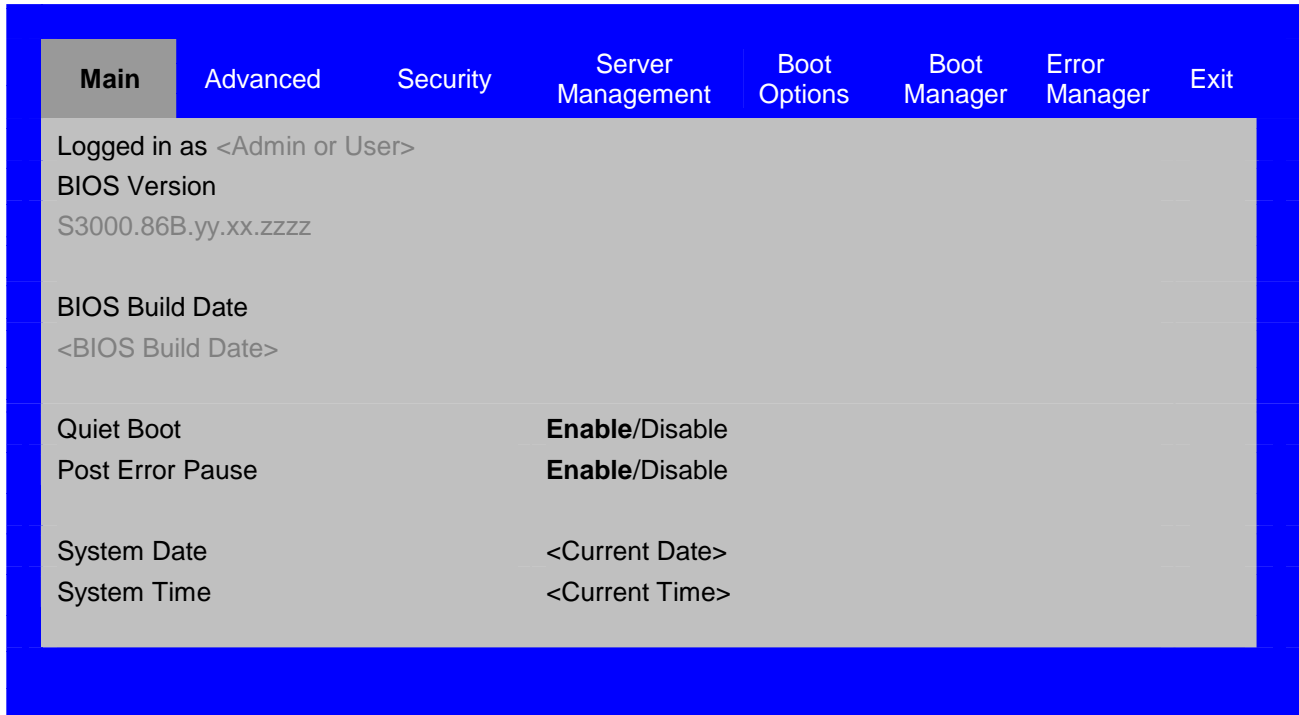 Main Advanced Security Server Management Boot Options Boot Manager Error Manager Exit
Logged in as <Admin or User>
BIOS Version
S3000.86B.yy.xx.zzzz
BIOS Build Date
<BIOS Build Date>
Quiet Boot Enable/Disable
Post Error Pause Enable/Disable
System Date <Current Date>
System Time <Current Time>